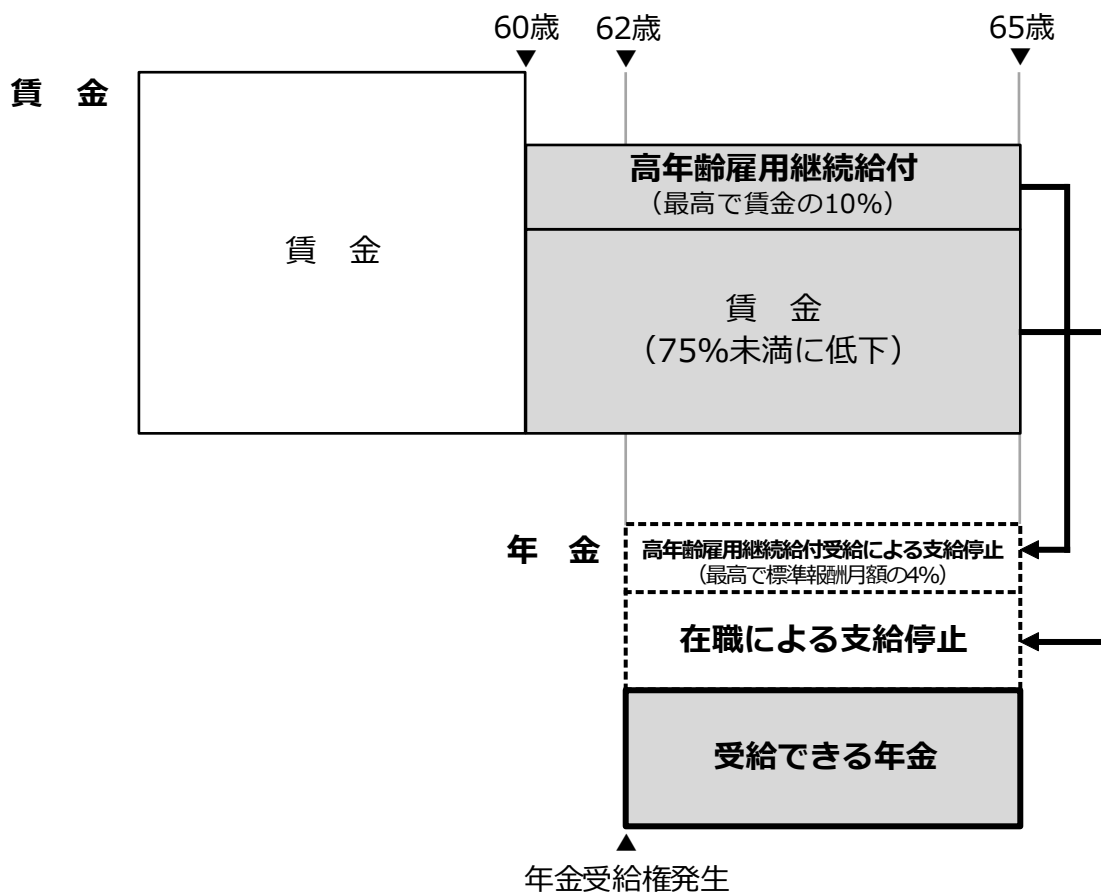 60歳 62歳 65歳
賃 金
高年齢雇用継続給付
（最高で賃金の10%）
賃 金
賃 金
（75%未満に低下）
年 金
高年齢雇用継続給付受給による支給停止
（最高で標準報酬月額の4%）
在職による支給停止
受給できる年金
年金受給権発生